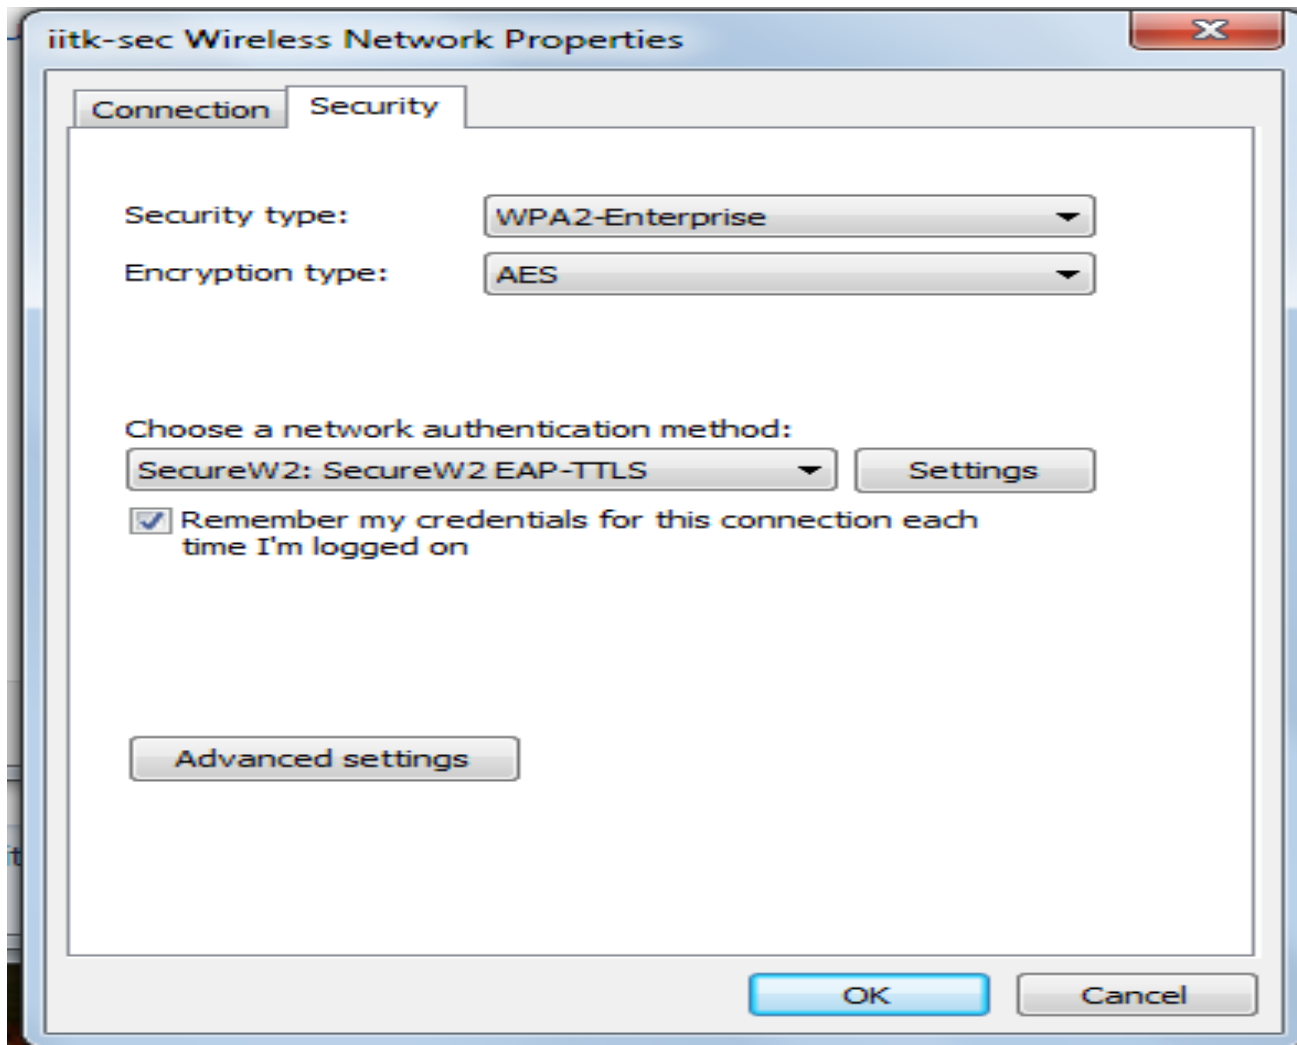 iitk-sec Wireless Network Properties
Connection
Security
Security type:
WPA2-Enterprise
Encryption type:
AES
Choose a network authentication method:
SecureW2: SecureW2 EAP-TTLS
Settings
Remember my credentials for this connection each
time I'm logged on
Advanced settings
it
OK
Cancel